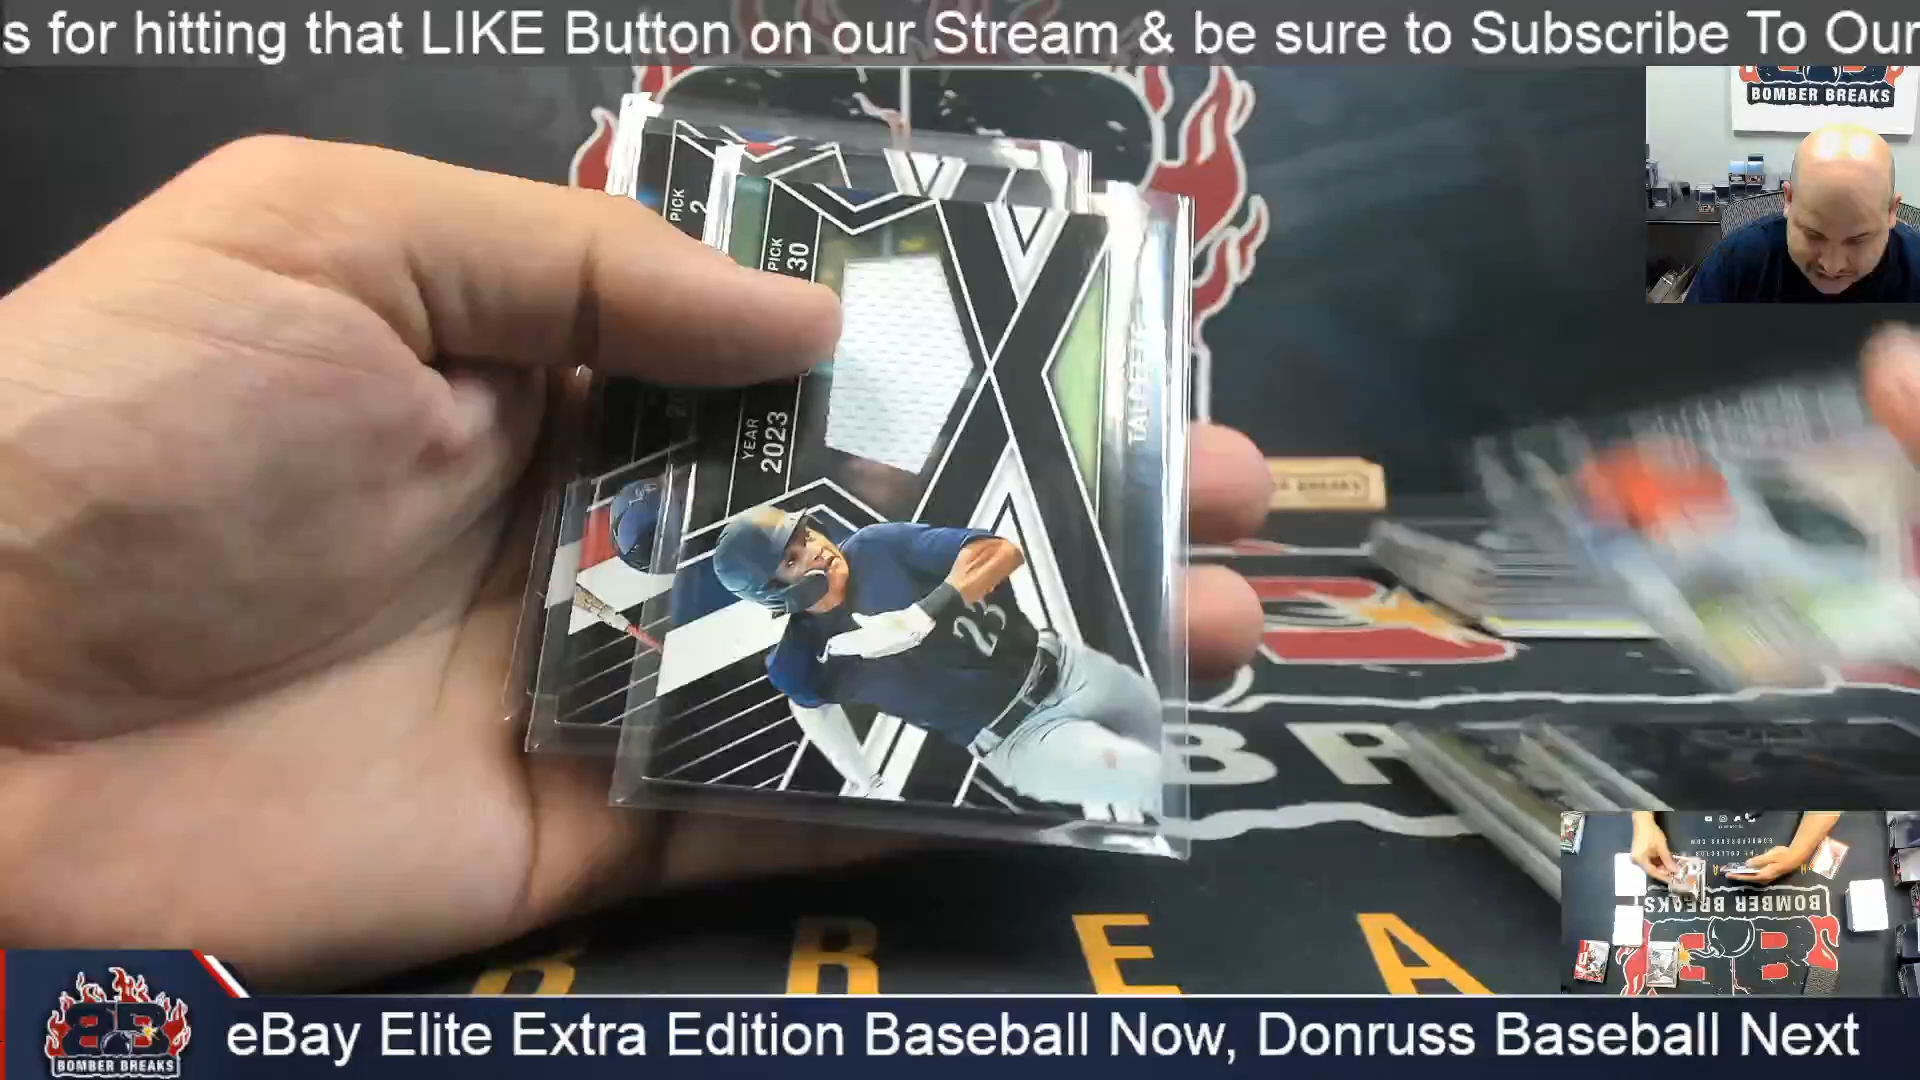 s for hitting that LIKE Button on our Stream & be sure to Subscribe To Our
BOMBER BREAKS
PICK
2
PICK
30
YEAR
2023
23
BR
B R E A
BOMBER BREAKS
BOMBER BREAKS
eBay Elite Extra Edition Baseball Now, Donruss Baseball Next